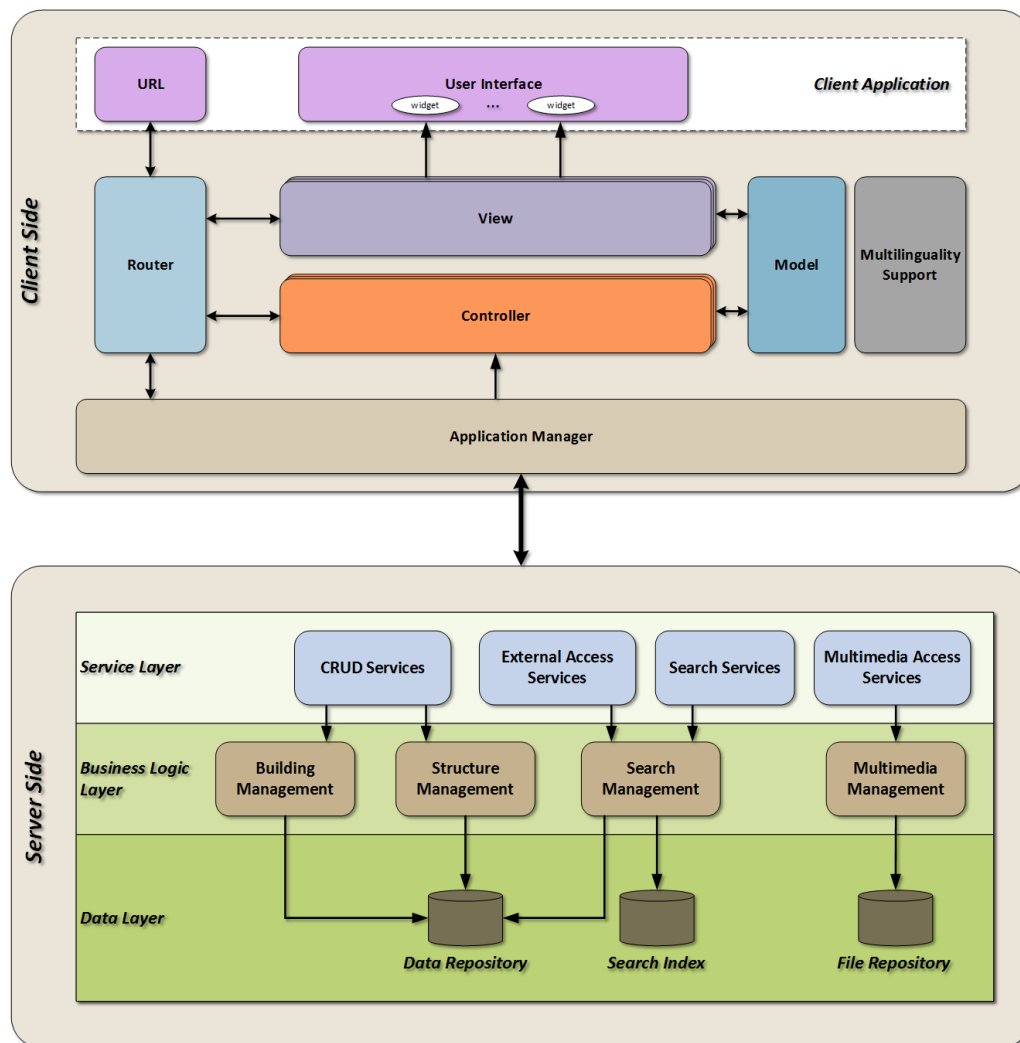 URL
User Interface
widget
...
widget
Client Application
Client Side
Router
View
Controller
Model
Multilinguality
Support
Application Manager
Server Side
Service Layer
CRUD Services
External Access
Services
Search Services
Multimedia Access
Services
Business Logic
Layer
Building
Management
Structure
Management
Search
Management
Multimedia
Management
Data Layer
Data Repository
Search Index
File Repository